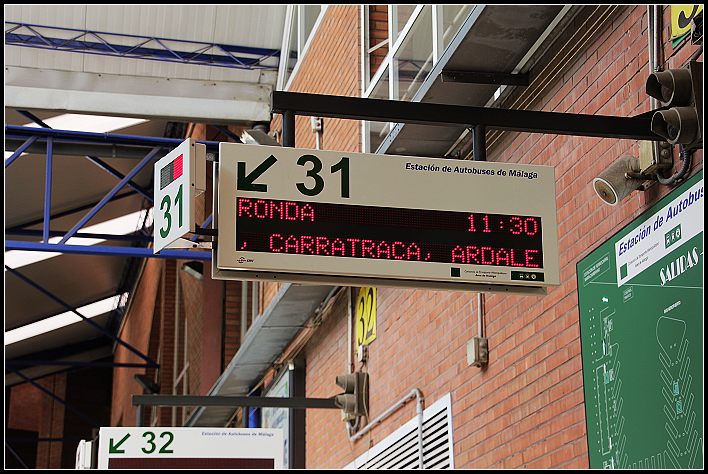 31
31
Estación de Autobuses de Málaga
RONDA 11:30
, CARRATRACA, ARDALE
32
32
Estación de Autobuses de Málaga
Estación de Autobus
SALIDAS